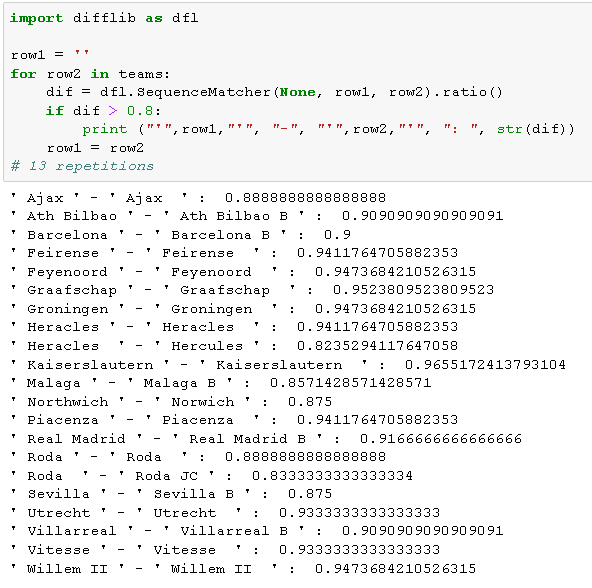 import difflib as dfl
row1 = ''
for row2 in teams:
    dif = dfl.SequenceMatcher(None, row1, row2).ratio()
    if dif > 0.8:
        print ("'",row1,"'", "-", "'",row2,"'", ": ", str(dif))
    row1 = row2
# 13 repetitions
' Ajax ' - ' Ajax  ' :  0.8888888888888888
' Ath Bilbao ' - ' Ath Bilbao B ' :  0.9090909090909091
' Barcelona ' - ' Barcelona B ' :  0.9
' Feirense ' - ' Feirense  ' :  0.9411764705882353
' Feyenoord ' - ' Feyenoord  ' :  0.9473684210526315
' Graafschap ' - ' Graafschap  ' :  0.9523809523809523
' Groningen ' - ' Groningen  ' :  0.9473684210526315
' Heracles ' - ' Heracles  ' :  0.9411764705882353
' Heracles  ' - ' Hercules ' :  0.8235294117647058
' Kaiserslautern ' - ' Kaiserslautern  ' :  0.9655172413793104
' Malaga ' - ' Malaga B ' :  0.8571428571428571
' Northwich ' - ' Norwich ' :  0.875
' Piacenza ' - ' Piacenza  ' :  0.9411764705882353
' Real Madrid ' - ' Real Madrid B ' :  0.9166666666666666
' Roda ' - ' Roda  ' :  0.8888888888888888
' Roda  ' - ' Roda JC ' :  0.8333333333333334
' Sevilla ' - ' Sevilla B ' :  0.875
' Utrecht ' - ' Utrecht  ' :  0.9333333333333333
' Villarreal ' - ' Villarreal B ' :  0.9090909090909091
' Vitesse ' - ' Vitesse  ' :  0.9333333333333333
' Willem II ' - ' Willem II  ' :  0.9473684210526315